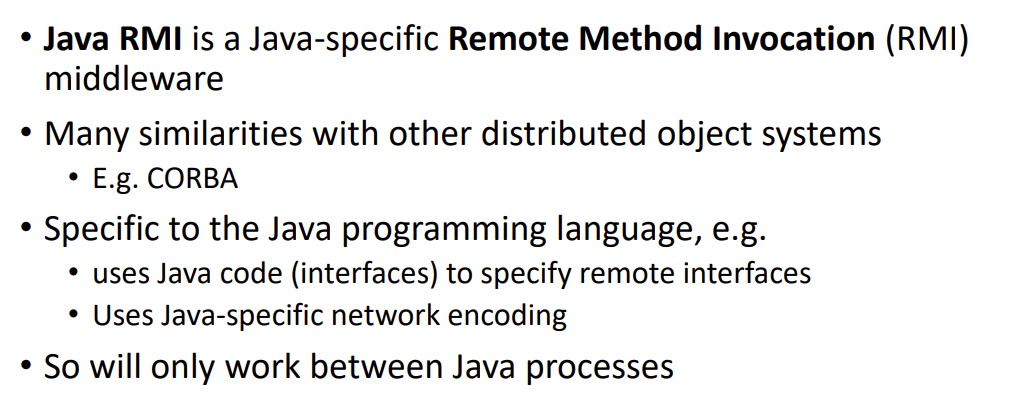 • Java RMI is a Java-specific Remote Method Invocation (RMI)
middleware
• Many similarities with other distributed object systems
• E.g. CORBA
• Specific to the Java programming language, e.g.
• uses Java code (interfaces) to specify remote interfaces
• Uses Java-specific network encoding
• So will only work between Java processes